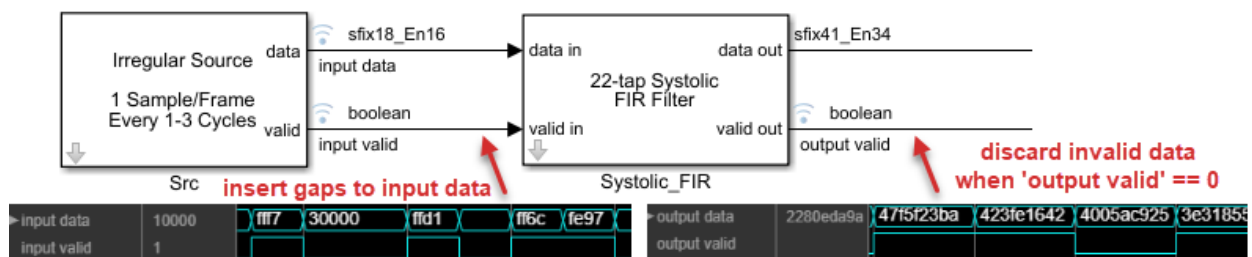 Irregular Source
1 Sample/Frame
Every 1-3 Cycles
data
valid
Src
sfix18_En16
input data
boolean
input valid
data in
valid in
22-tap Systolic
FIR Filter
data out
valid out
Systolic_FIR
sfix41_En34
boolean
output valid
insert gaps to input data
discard invalid data
when 'output valid' == 0
input data 10000 fff7 30000 ffd1 ff6c fe97
input valid 1
output data 2280eda9a 47f5f23ba 423fe1642 4005ac925 3e31855
output valid